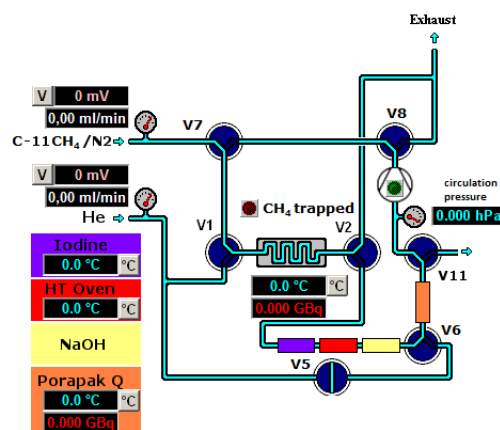 Exhaust
V 0 mV
0,00 ml/min
C-11CH4/N2
V7
V8
V 0 mV
0,00 ml/min
He
circulation
pressure
0.000 hPa
CH4 trapped
V1
V2
V11
Iodine
0.0 °C °C
0.0 °C °C
0.000 GBq
HT Oven
0.0 °C °C
NaOH
V6
V5
Porapak Q
0.0 °C °C
0.000 GBq